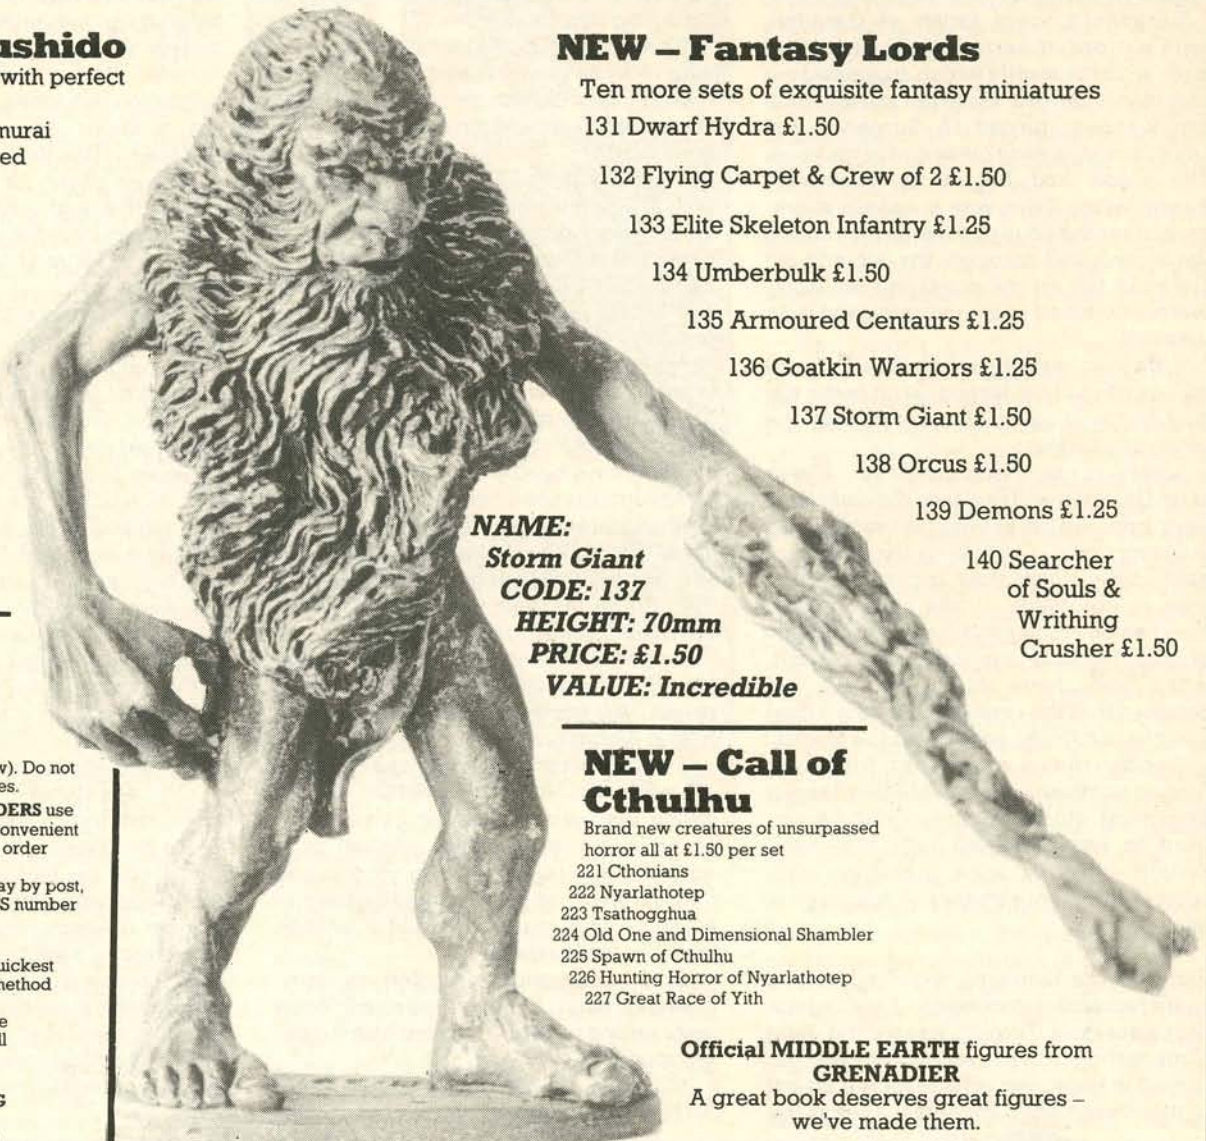 ushido
with perfect
murai
ed
w). Do not
es.
DERS use
onvenient
order
ay by post,
S number
uickest
nethod
e
ll
G
NEW – Fantasy Lords
Ten more sets of exquisite fantasy miniatures
131 Dwarf Hydra £1.50
132 Flying Carpet & Crew of 2 £1.50
133 Elite Skeleton Infantry £1.25
134 Umberbulk £1.50
135 Armoured Centaurs £1.25
136 Goatkin Warriors £1.25
137 Storm Giant £1.50
138 Orcus £1.50
139 Demons £1.25
140 Searcher
of Souls &
Writhing
Crusher £1.50
NAME:
Storm Giant
CODE: 137
HEIGHT: 70mm
PRICE: £1.50
VALUE: Incredible
NEW – Call of
Cthulhu
Brand new creatures of unsurpassed
horror all at £1.50 per set
221 Cthonians
222 Nyarlathotep
223 Tsathogghua
224 Old One and Dimensional Shambler
225 Spawn of Cthulhu
226 Hunting Horror of Nyarlathotep
227 Great Race of Yith
Official MIDDLE EARTH figures from
GRENADIER
A great book deserves great figures –
we've made them.